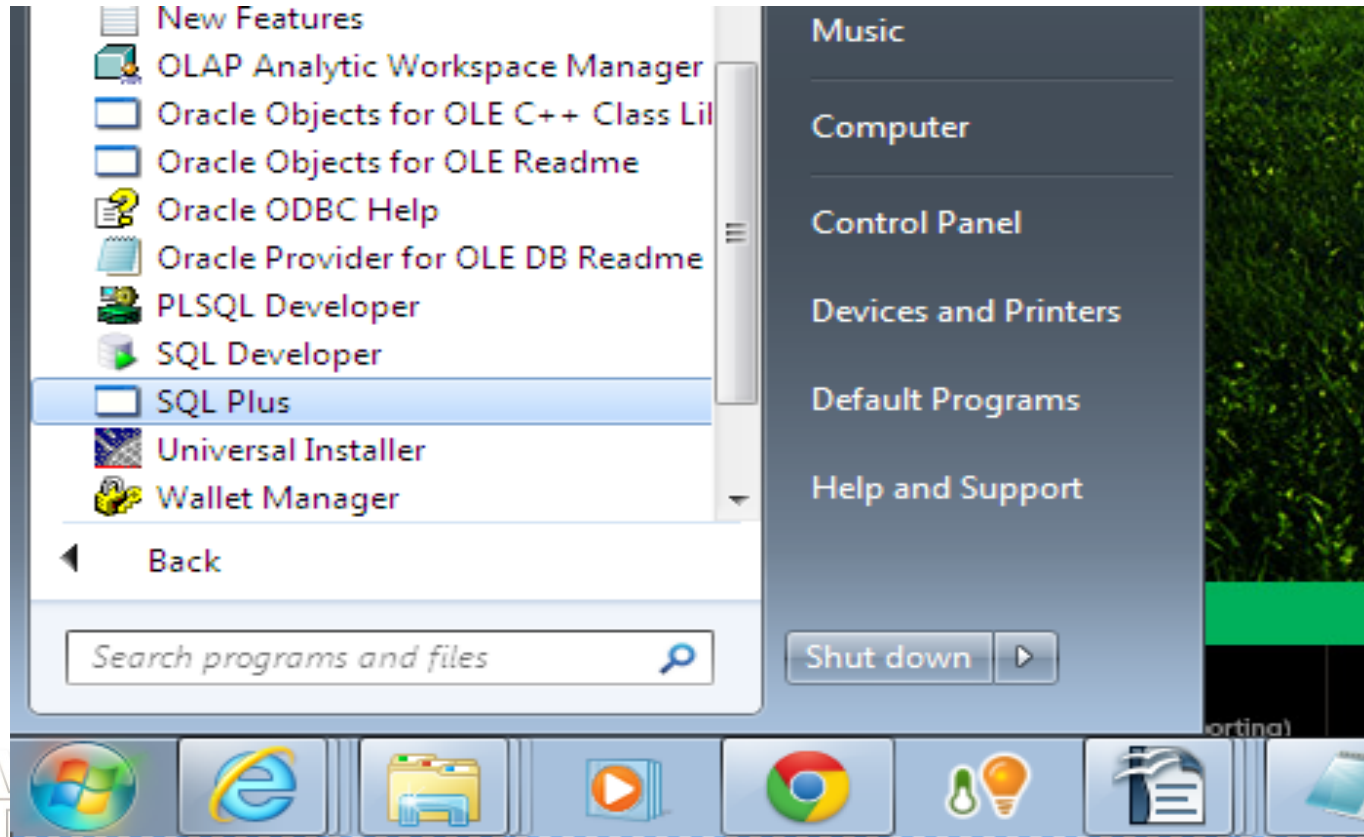 New Features
OLAP Analytic Workspace Manager
Oracle Objects for OLE C++ Class Lil
Oracle Objects for OLE Readme
Oracle ODBC Help
Oracle Provider for OLE DB Readme
PLSQL Developer
SQL Developer
SQL Plus
Universal Installer
Wallet Manager
Back
Search programs and files
Music
Computer
Control Panel
Devices and Printers
Default Programs
Help and Support
Shut down
orting)